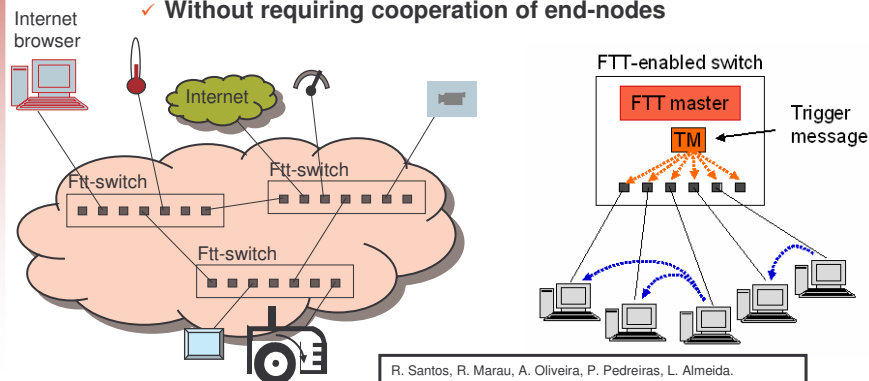 ✓ Without requiring cooperation of end-nodes
Internet
browser
Internet
Ftt-switch
Ftt-switch
Ftt-switch
FTT-enabled switch
FTT master
TM
Trigger
message
R. Santos, R. Marau, A. Oliveira, P. Pedreiras, L. Almeida.